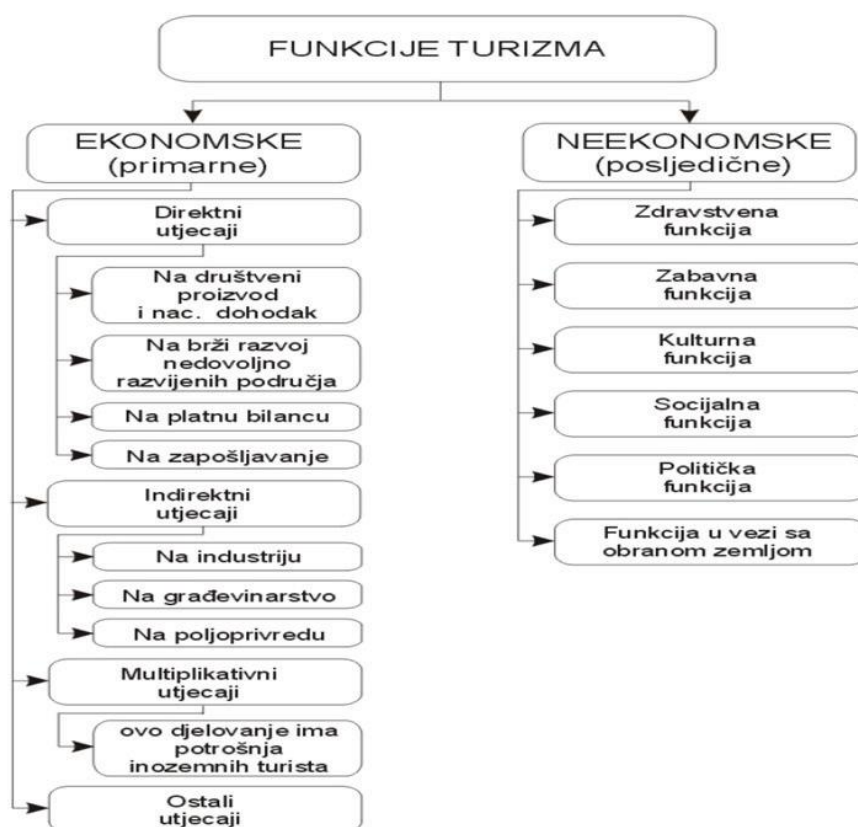 FUNKCIJE TURIZMA
EKONOMSKE
(primarne)
Direktni
utjecaji
Na društveni
proizvod
i nac. dohodak
Na brži razvoj
nedovoljno
razvijenih područja
Na platnu bilancu
Na zapošljavanje
Indirektni
utjecaji
Na industriju
Na građevinarstvo
Na poljoprivredu
Multiplikativni
utjecaji
ovo djelovanje ima
potrošnja
inozemnih turista
Ostali
utjecaji
NEEKONOMSKE
(posljedične)
Zdravstvena
funkcija
Zabavna
funkcija
Kulturna
funkcija
Socijalna
funkcija
Politička
funkcija
Funkcija u vezi sa
obranom zemljom